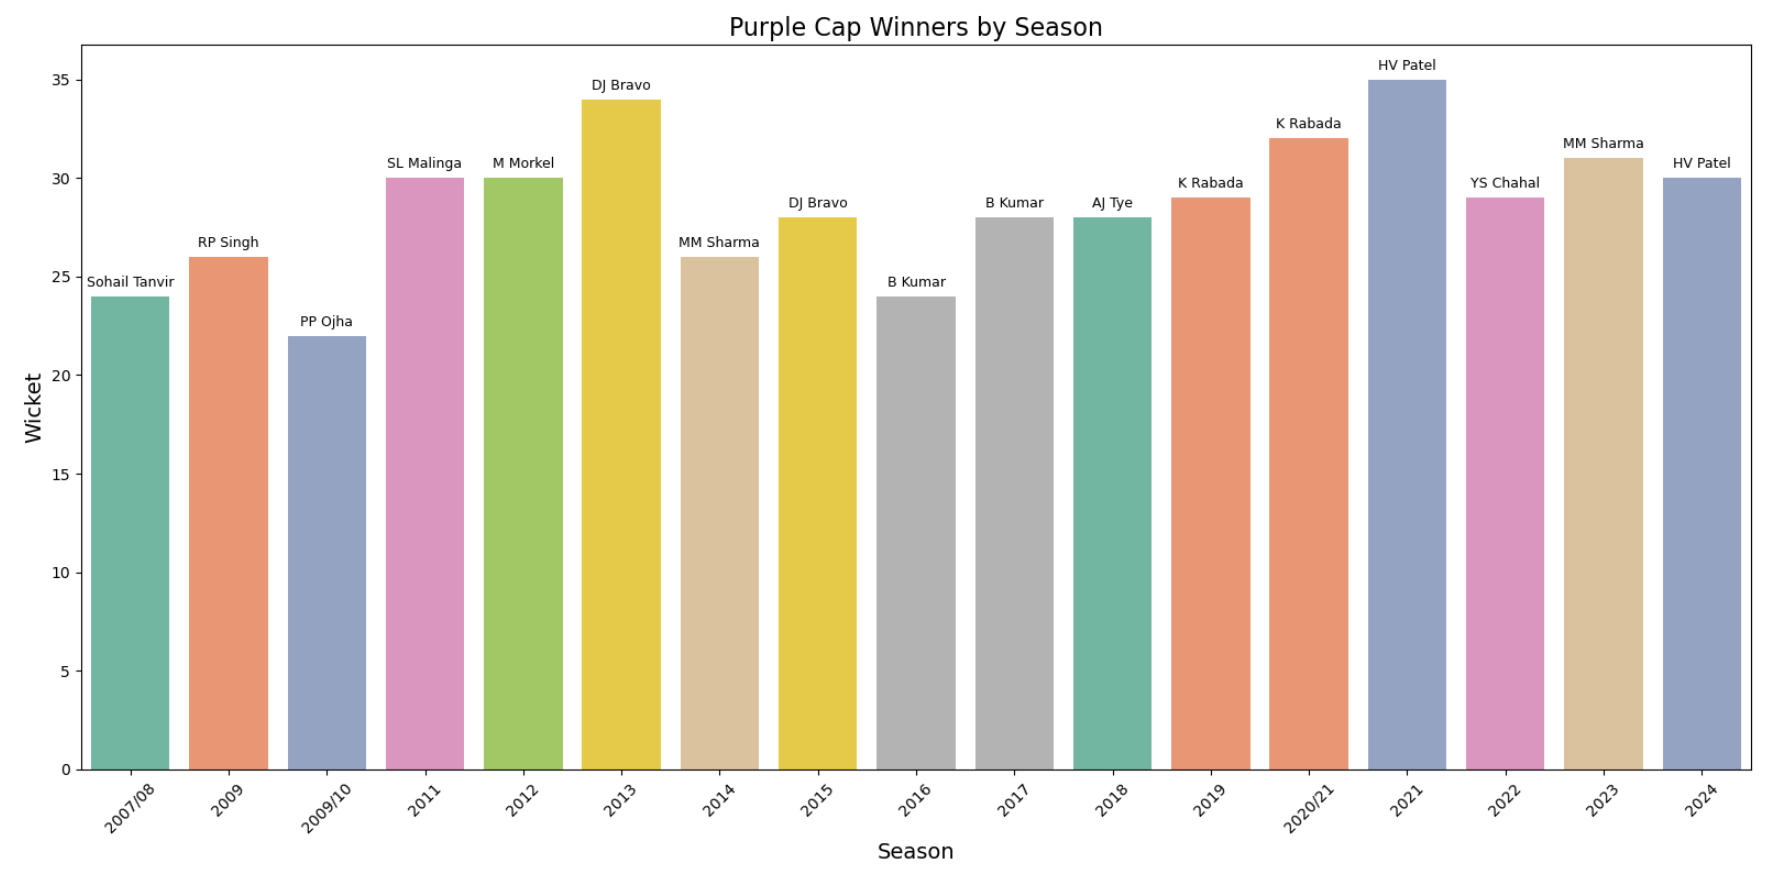 Purple Cap Winners by Season
Wicket
35
30
25
20
15
10
5
0
Sohail Tanvir
RP Singh
PP Ojha
SL Malinga
M Morkel
DJ Bravo
MM Sharma
DJ Bravo
B Kumar
B Kumar
AJ Tye
K Rabada
K Rabada
HV Patel
YS Chahal
MM Sharma
HV Patel
2007/08
2009
2009/10
2011
2012
2013
2014
2015
2016
2017
2018
2019
2020/21
2021
2022
2023
2024
Season